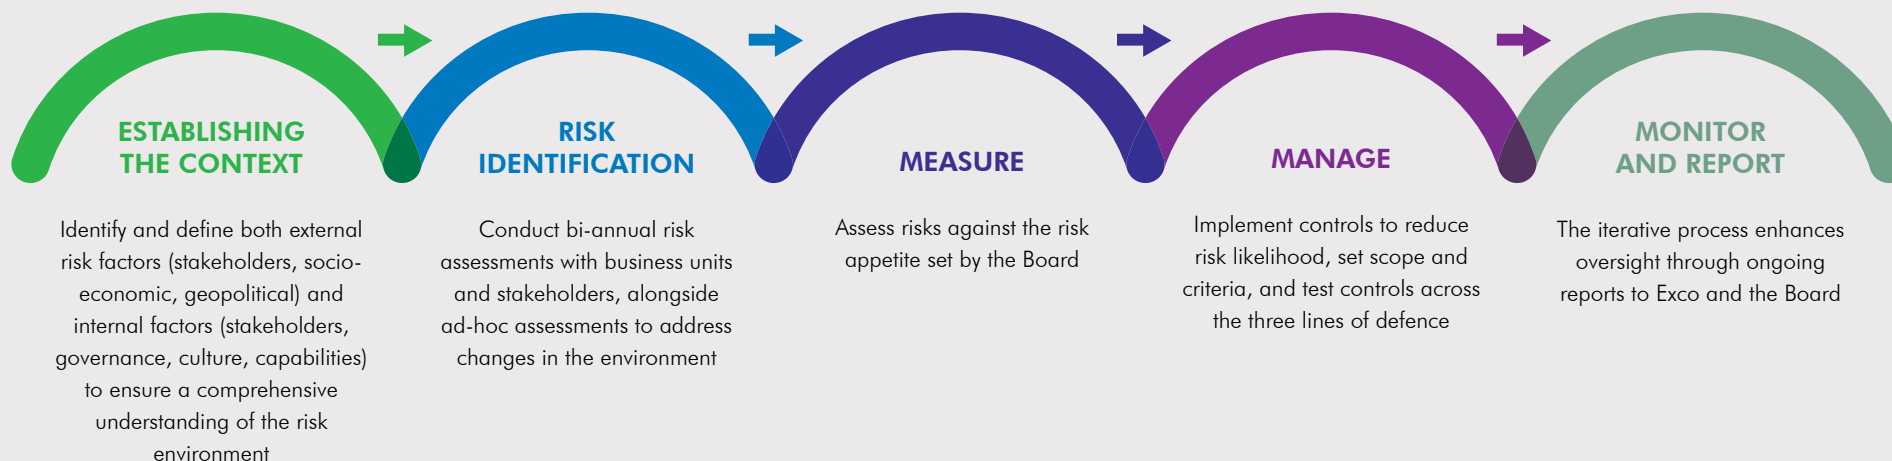 ESTABLISHING
THE CONTEXT
Identify and define both external
risk factors (stakeholders, socio-
economic, geopolitical) and
internal factors (stakeholders,
governance, culture, capabilities)
to ensure a comprehensive
understanding of the risk
environment
RISK
IDENTIFICATION
Conduct bi-annual risk
assessments with business units
and stakeholders, alongside
ad-hoc assessments to address
changes in the environment
MEASURE
Assess risks against the risk
appetite set by the Board
MANAGE
Implement controls to reduce
risk likelihood, set scope and
criteria, and test controls across
the three lines of defence
MONITOR
AND REPORT
The iterative process enhances
oversight through ongoing
reports to Exco and the Board